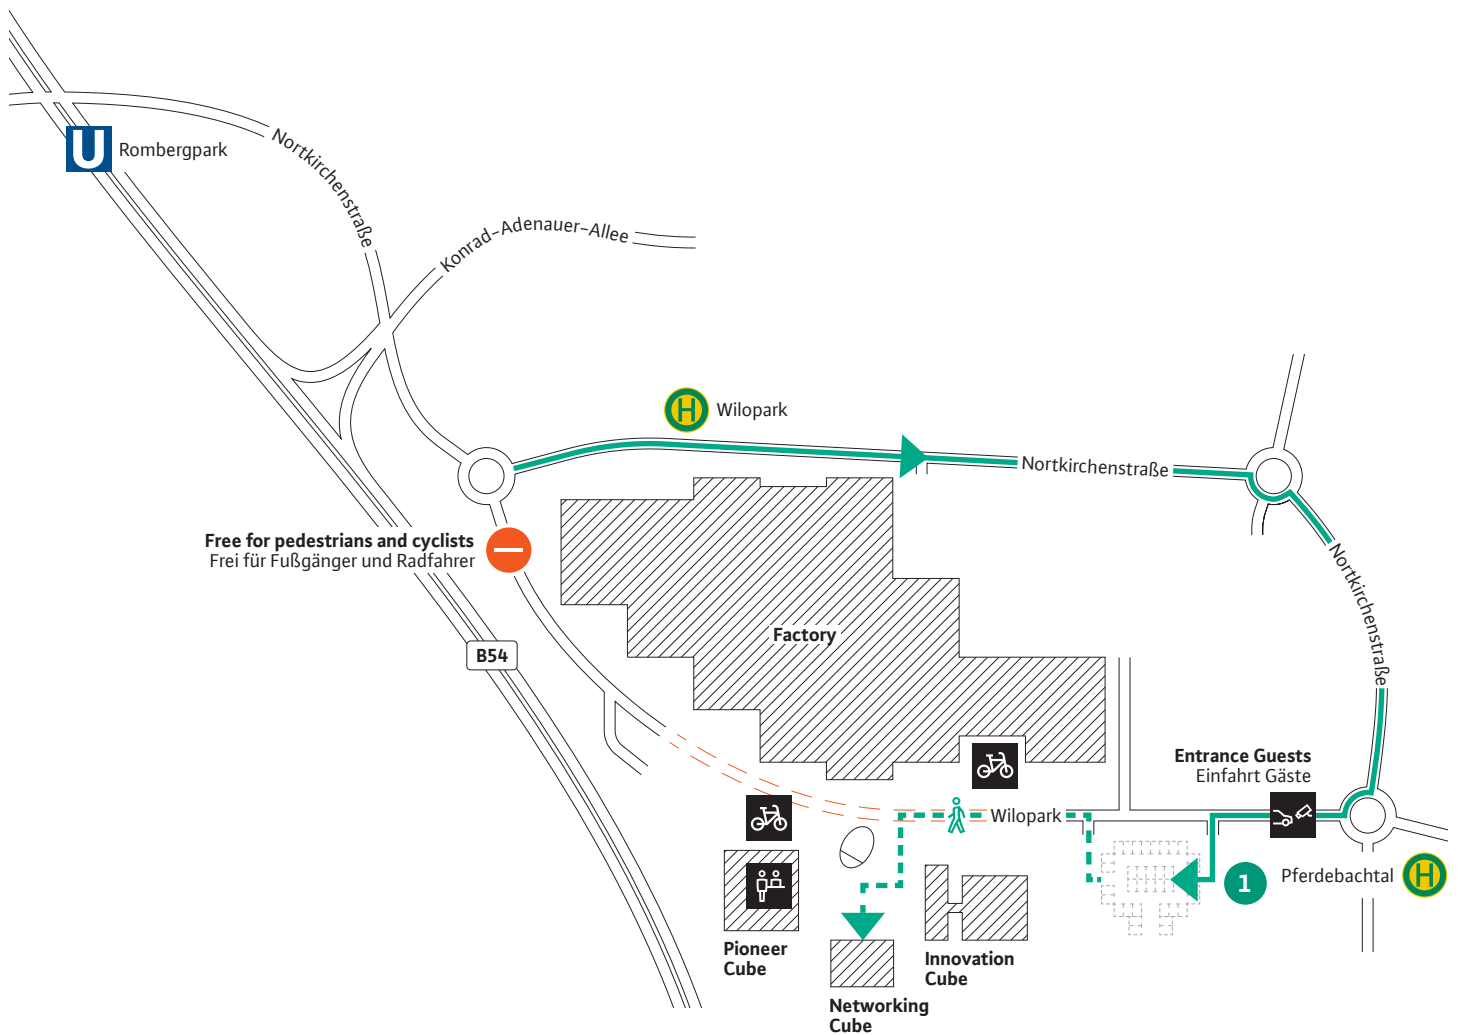 U Rombergpark
Nortkirchenstraße
Konrad-Adenauer-Allee
H Wilopark
Nortkirchenstraße
Free for pedestrians and cyclists
Frei für Fußgänger und Radfahrer
Nortkirchenstraße
Factory
B54
Entrance Guests
Einfahrt Gäste
Wilopark
1
Pferdebachtal H
Pioneer
Cube
Innovation
Cube
Networking
Cube